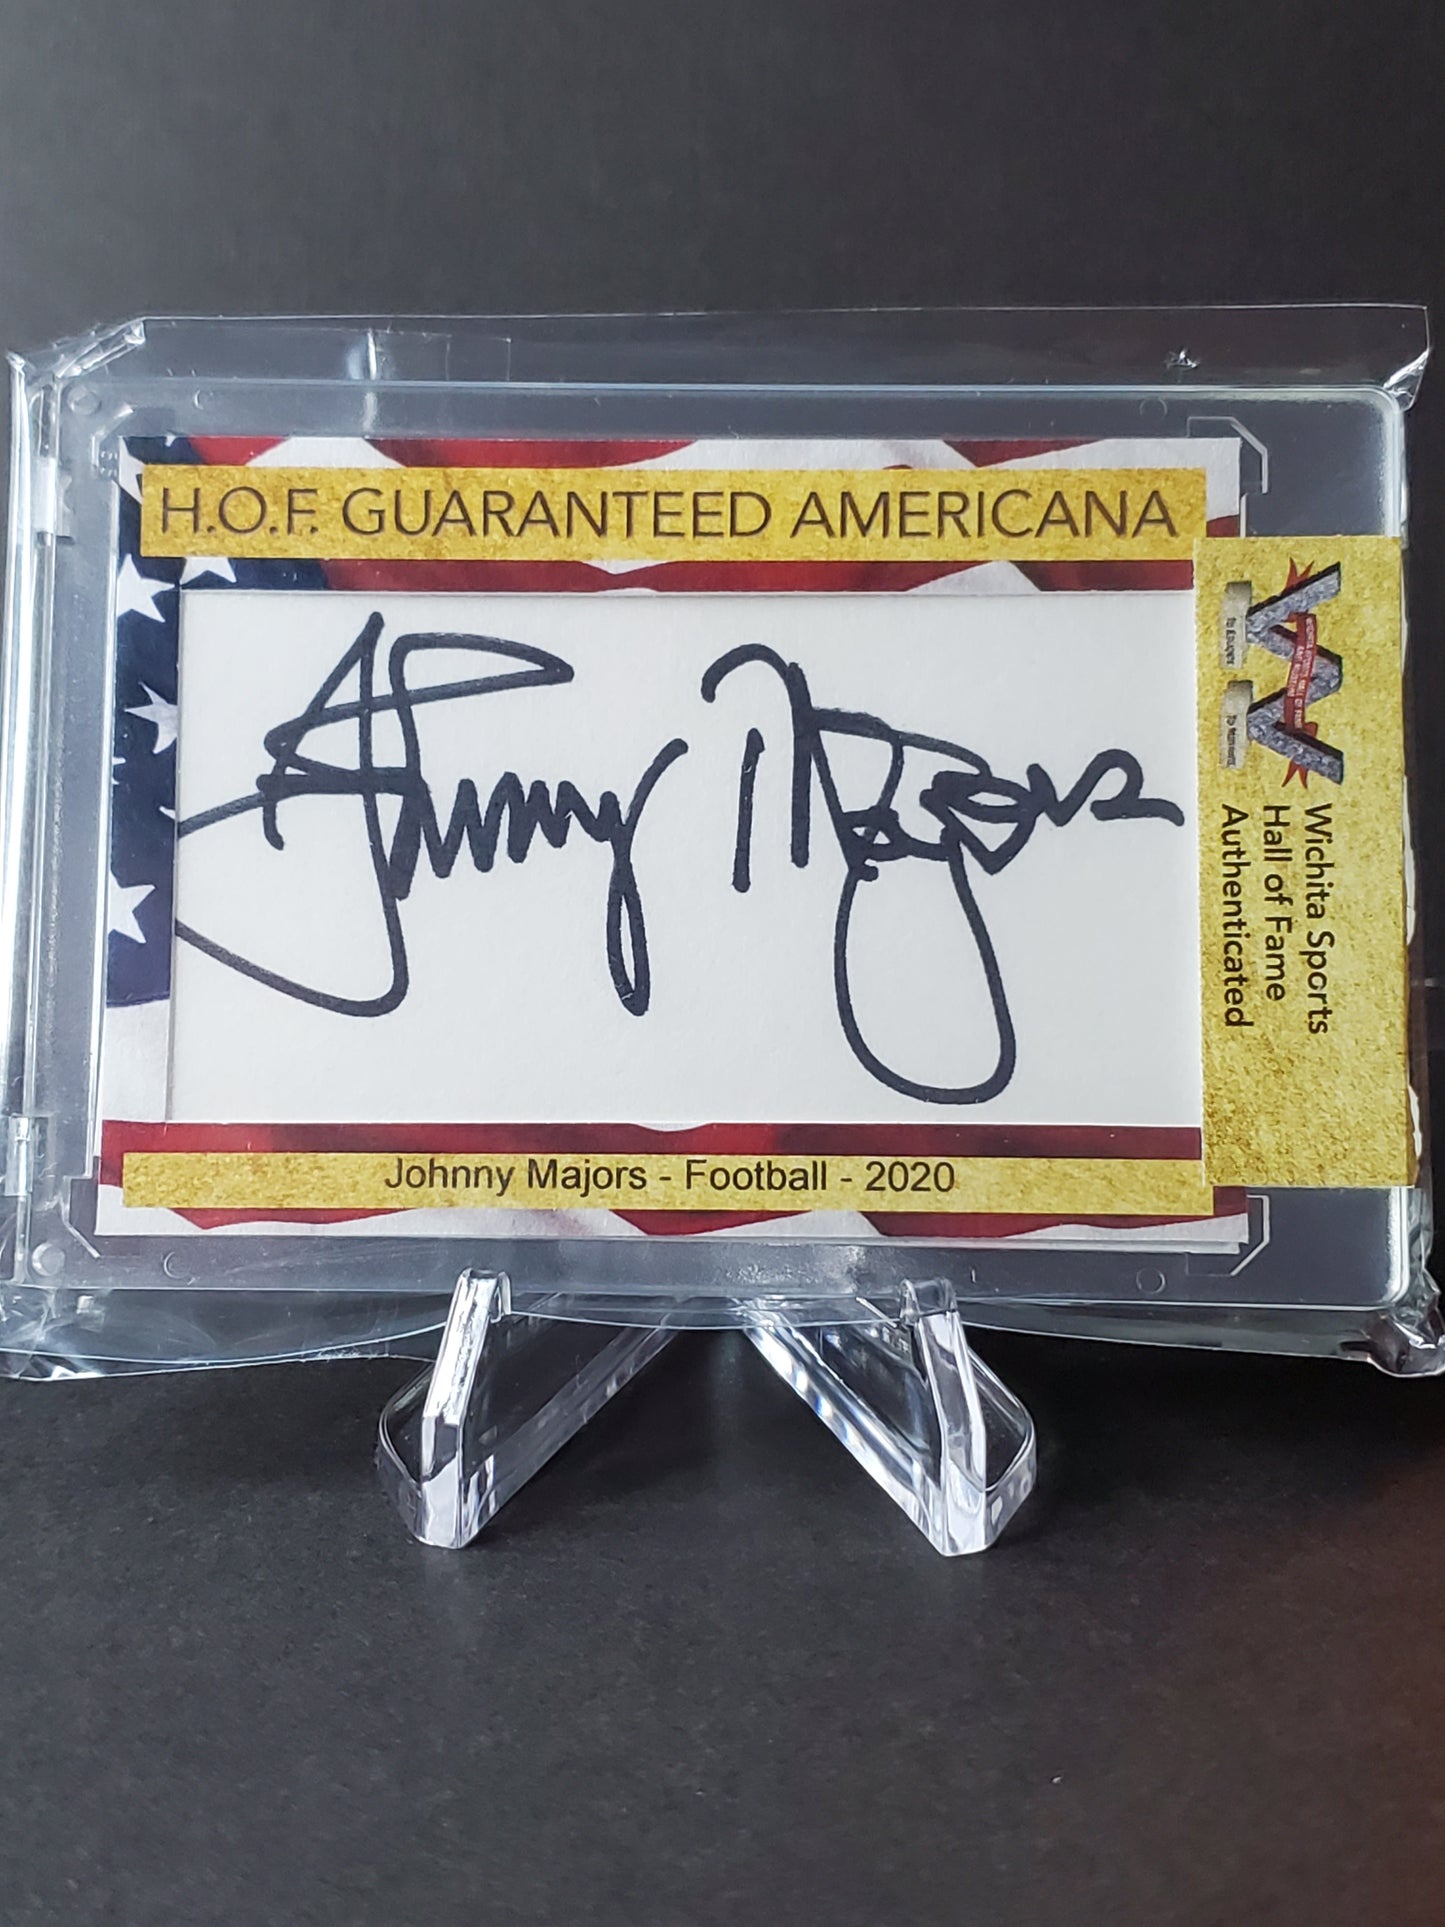 H.O.F. GUARANTEED AMERICANA
Johnny Majors
Johnny Majors - Football - 2020
Wichita Sports
Hall of Fame
Authenticated